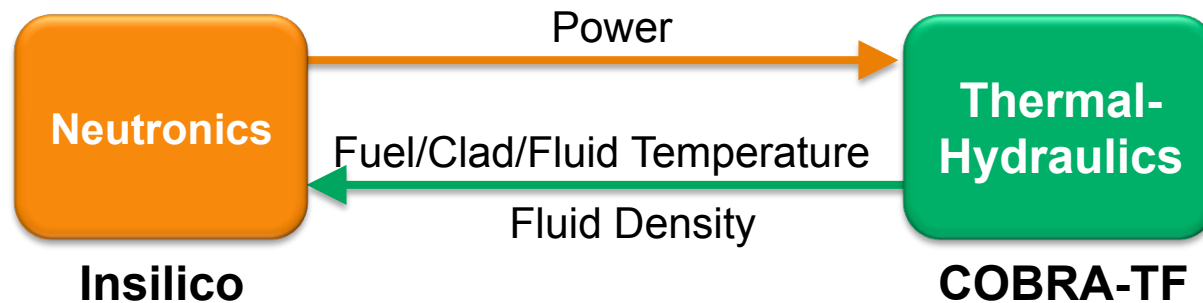 Power
Neutronics
Thermal-
Hydraulics
Fuel/Clad/Fluid Temperature
Fluid Density
Insilico
COBRA-TF